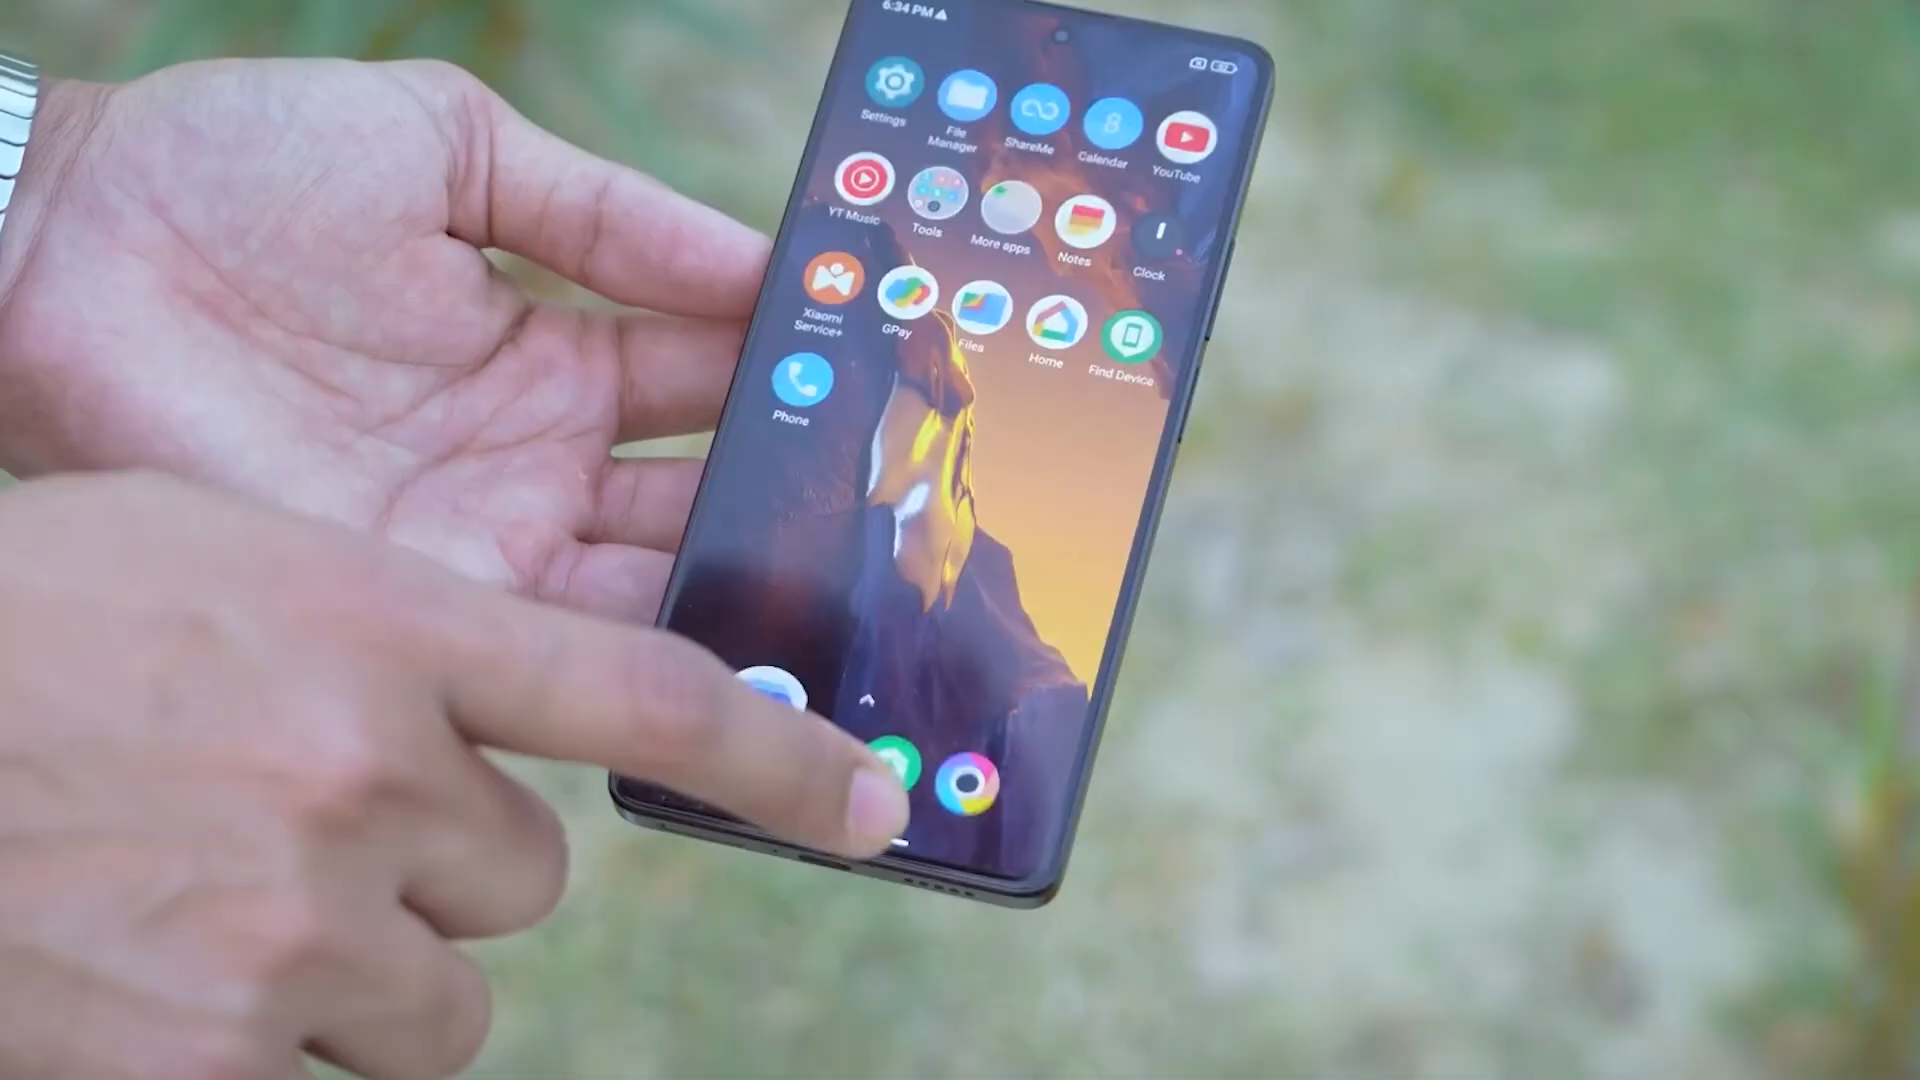 6:34 PM
Settings
File
Manager
ShareMe
8
Calendar
YouTube
YT Music
Tools
More apps
Notes
Clock
Xiaomi
Service+
GPay
Files
Home
Find Device
Phone